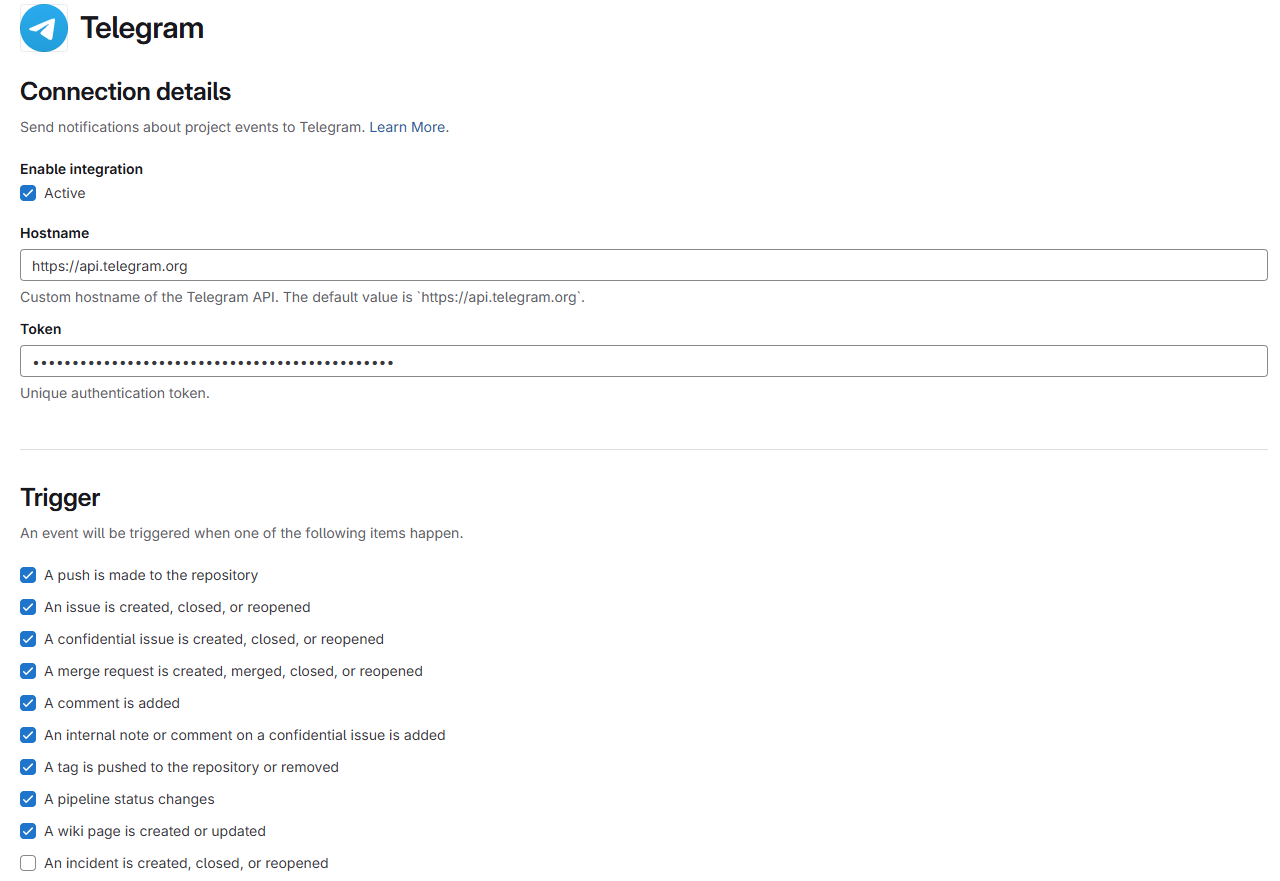 Telegram
Connection details
Send notifications about project events to Telegram. Learn More.
Enable integration
Active
Hostname
https://api.telegram.org
Custom hostname of the Telegram API. The default value is `https://api.telegram.org`.
Token
••••••••••••••••••••••••••••••••••••••••••••••
Unique authentication token.
Trigger
An event will be triggered when one of the following items happen.
A push is made to the repository
An issue is created, closed, or reopened
A confidential issue is created, closed, or reopened
A merge request is created, merged, closed, or reopened
A comment is added
An internal note or comment on a confidential issue is added
A tag is pushed to the repository or removed
A pipeline status changes
A wiki page is created or updated
An incident is created, closed, or reopened